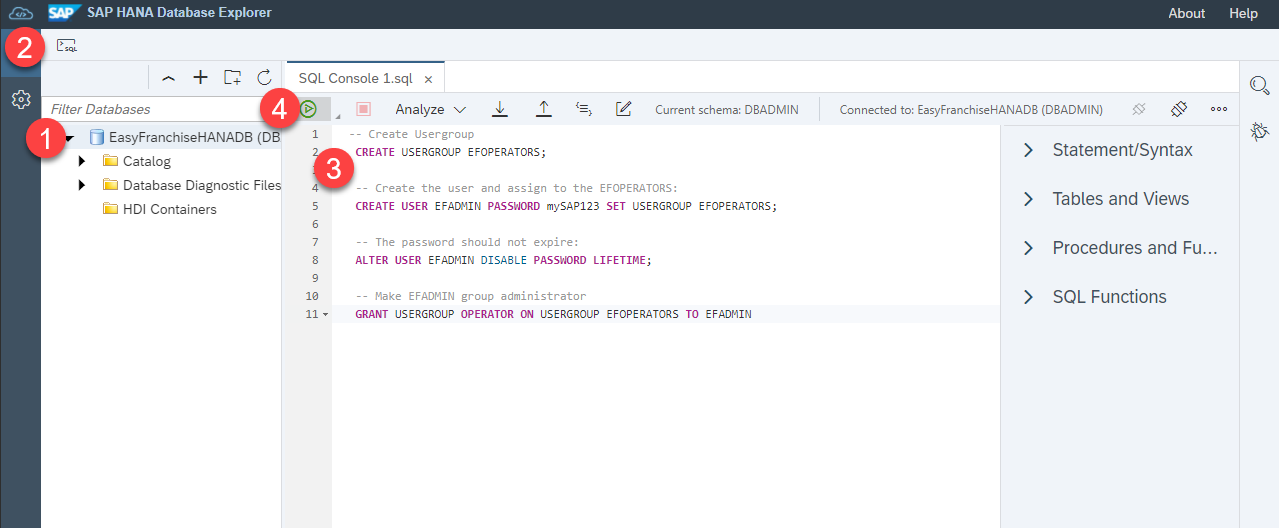 SAP SAP HANA Database Explorer About Help
2 SQL
SQL Console 1.sql ×
Filter Databases
4 Analyze Current schema: DBADMIN Connected to: EasyFranchiseHANADB (DBADMIN)
1 EasyFranchiseHANADB (DB
Catalog
Database Diagnostic Files
HDI Containers
3
1 -- Create Usergroup
2 CREATE USERGROUP EFOPERATORS;
4 -- Create the user and assign to the EFOPERATORS:
5 CREATE USER EFADMIN PASSWORD mySAP123 SET USERGROUP EFOPERATORS;
6
7 -- The password should not expire:
8 ALTER USER EFADMIN DISABLE PASSWORD LIFETIME;
9
10 -- Make EFADMIN group administrator
11 GRANT USERGROUP OPERATOR ON USERGROUP EFOPERATORS TO EFADMIN
Statement/Syntax
Tables and Views
Procedures and Fu...
SQL Functions